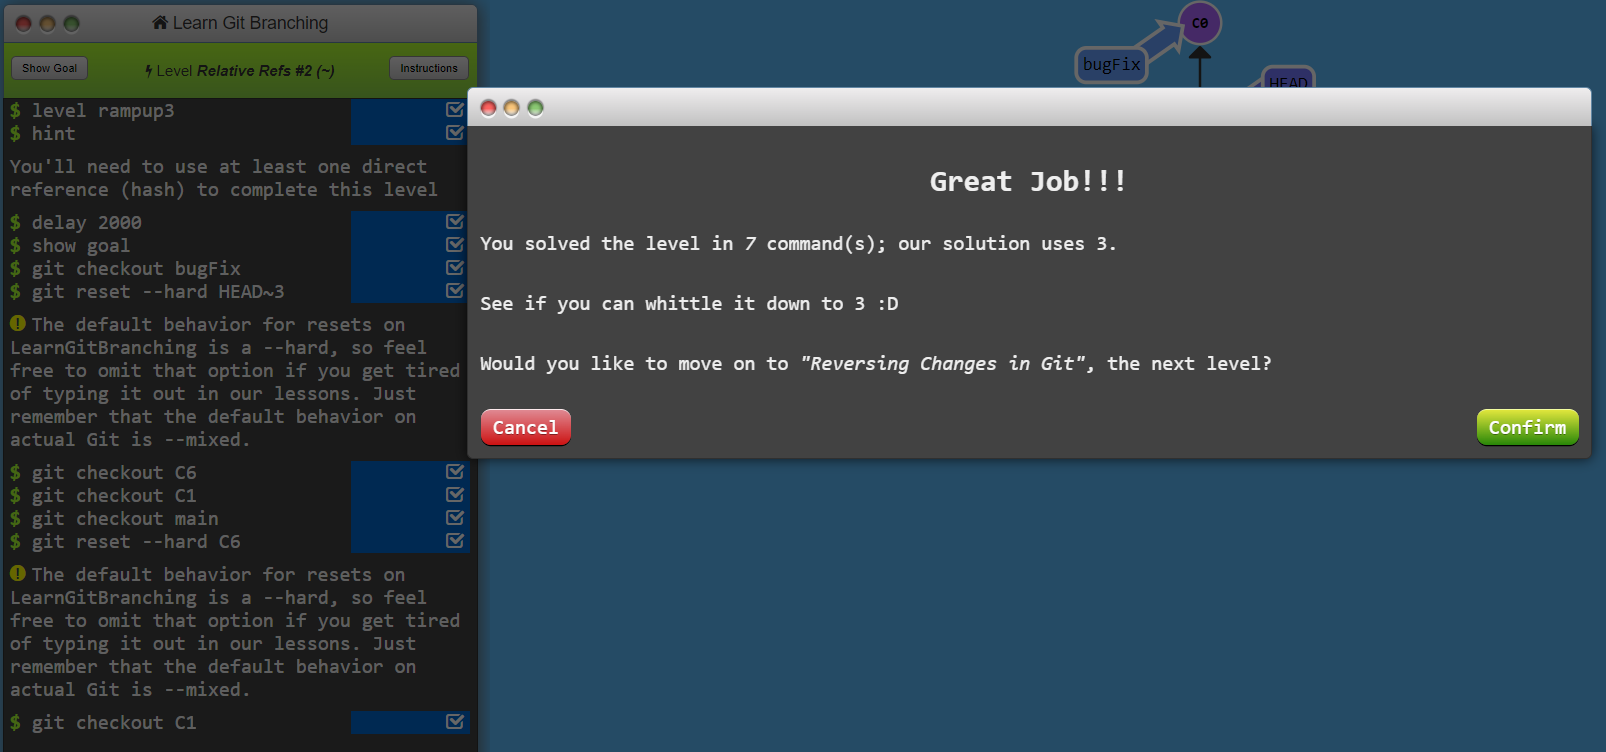 Learn Git Branching
Show Goal
Level Relative Refs #2 (~)
Instructions
$ level rampup3
$ hint
You'll need to use at least one direct
reference (hash) to complete this level
$ delay 2000
$ show goal
$ git checkout bugFix
$ git reset --hard HEAD~3
The default behavior for resets on
LearnGitBranching is a --hard, so feel
free to omit that option if you get tired
of typing it out in our lessons. Just
remember that the default behavior on
actual Git is --mixed.
$ git checkout C6
$ git checkout C1
$ git checkout main
$ git reset --hard C6
The default behavior for resets on
LearnGitBranching is a --hard, so feel
free to omit that option if you get tired
of typing it out in our lessons. Just
remember that the default behavior on
actual Git is --mixed.
$ git checkout C1
C0
bugFix
HEAD
Great Job!!!
You solved the level in 7 command(s); our solution uses 3.
See if you can whittle it down to 3 :D
Would you like to move on to "Reversing Changes in Git", the next level?
Cancel
Confirm